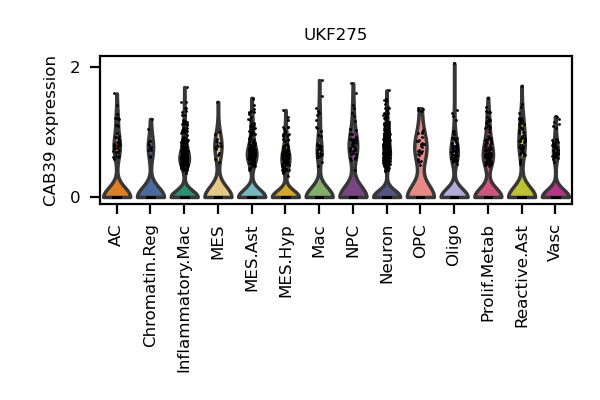 UKF275
CAB39 expression
2
0
AC
Chromatin.Reg
Inflammatory.Mac
MES
MES.Ast
MES.Hyp
Mac
NPC
Neuron
OPC
Oligo
Prolif.Metab
Reactive.Ast
Vasc